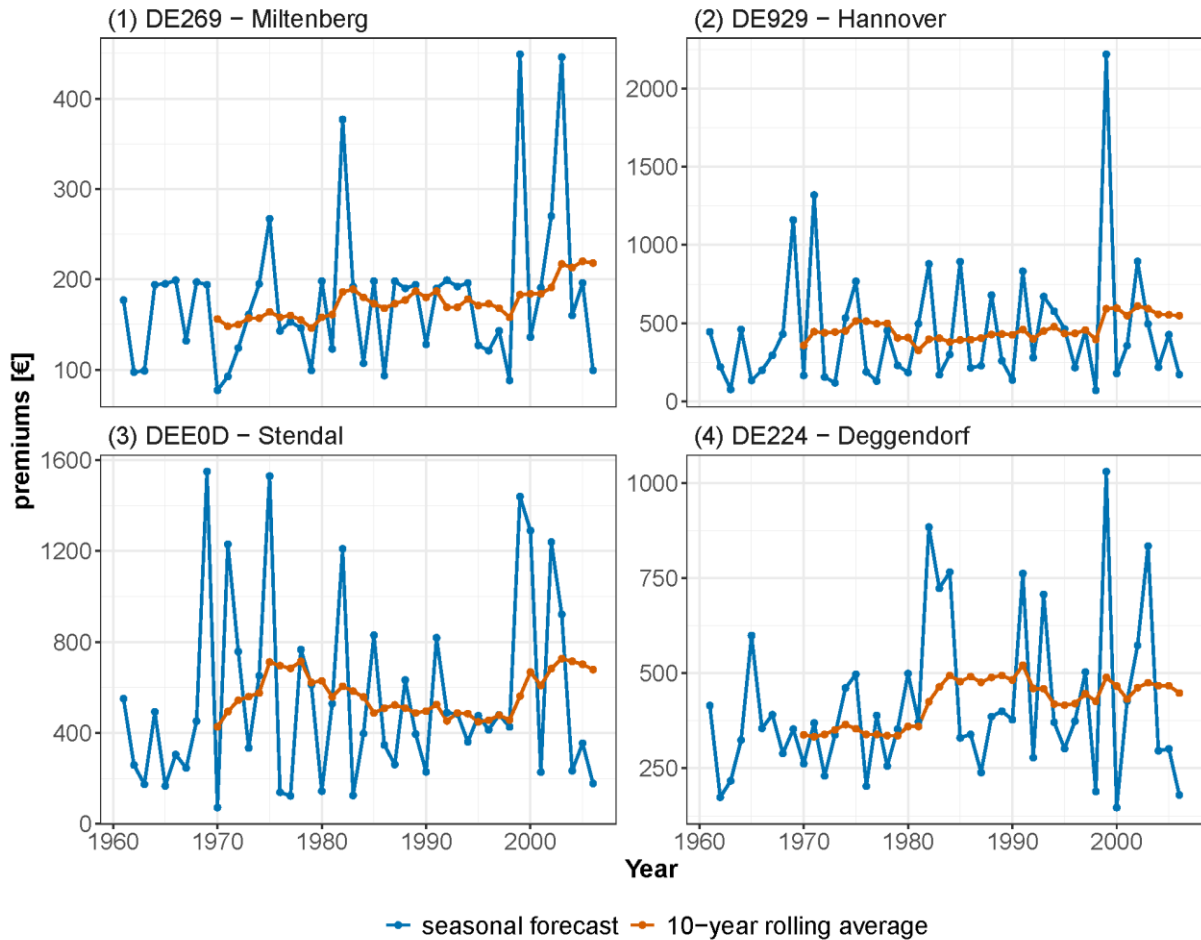 (1) DE269 − Miltenberg
(2) DE929 − Hannover
400
300
200
100
2000
1500
1000
500
0
(3) DEE0D − Stendal
(4) DE224 − Deggendorf
premiums [€]
1600
1200
800
400
0
1000
750
500
250
1960 1970 1980 1990 2000
1960 1970 1980 1990 2000
Year
seasonal forecast 10−year rolling average